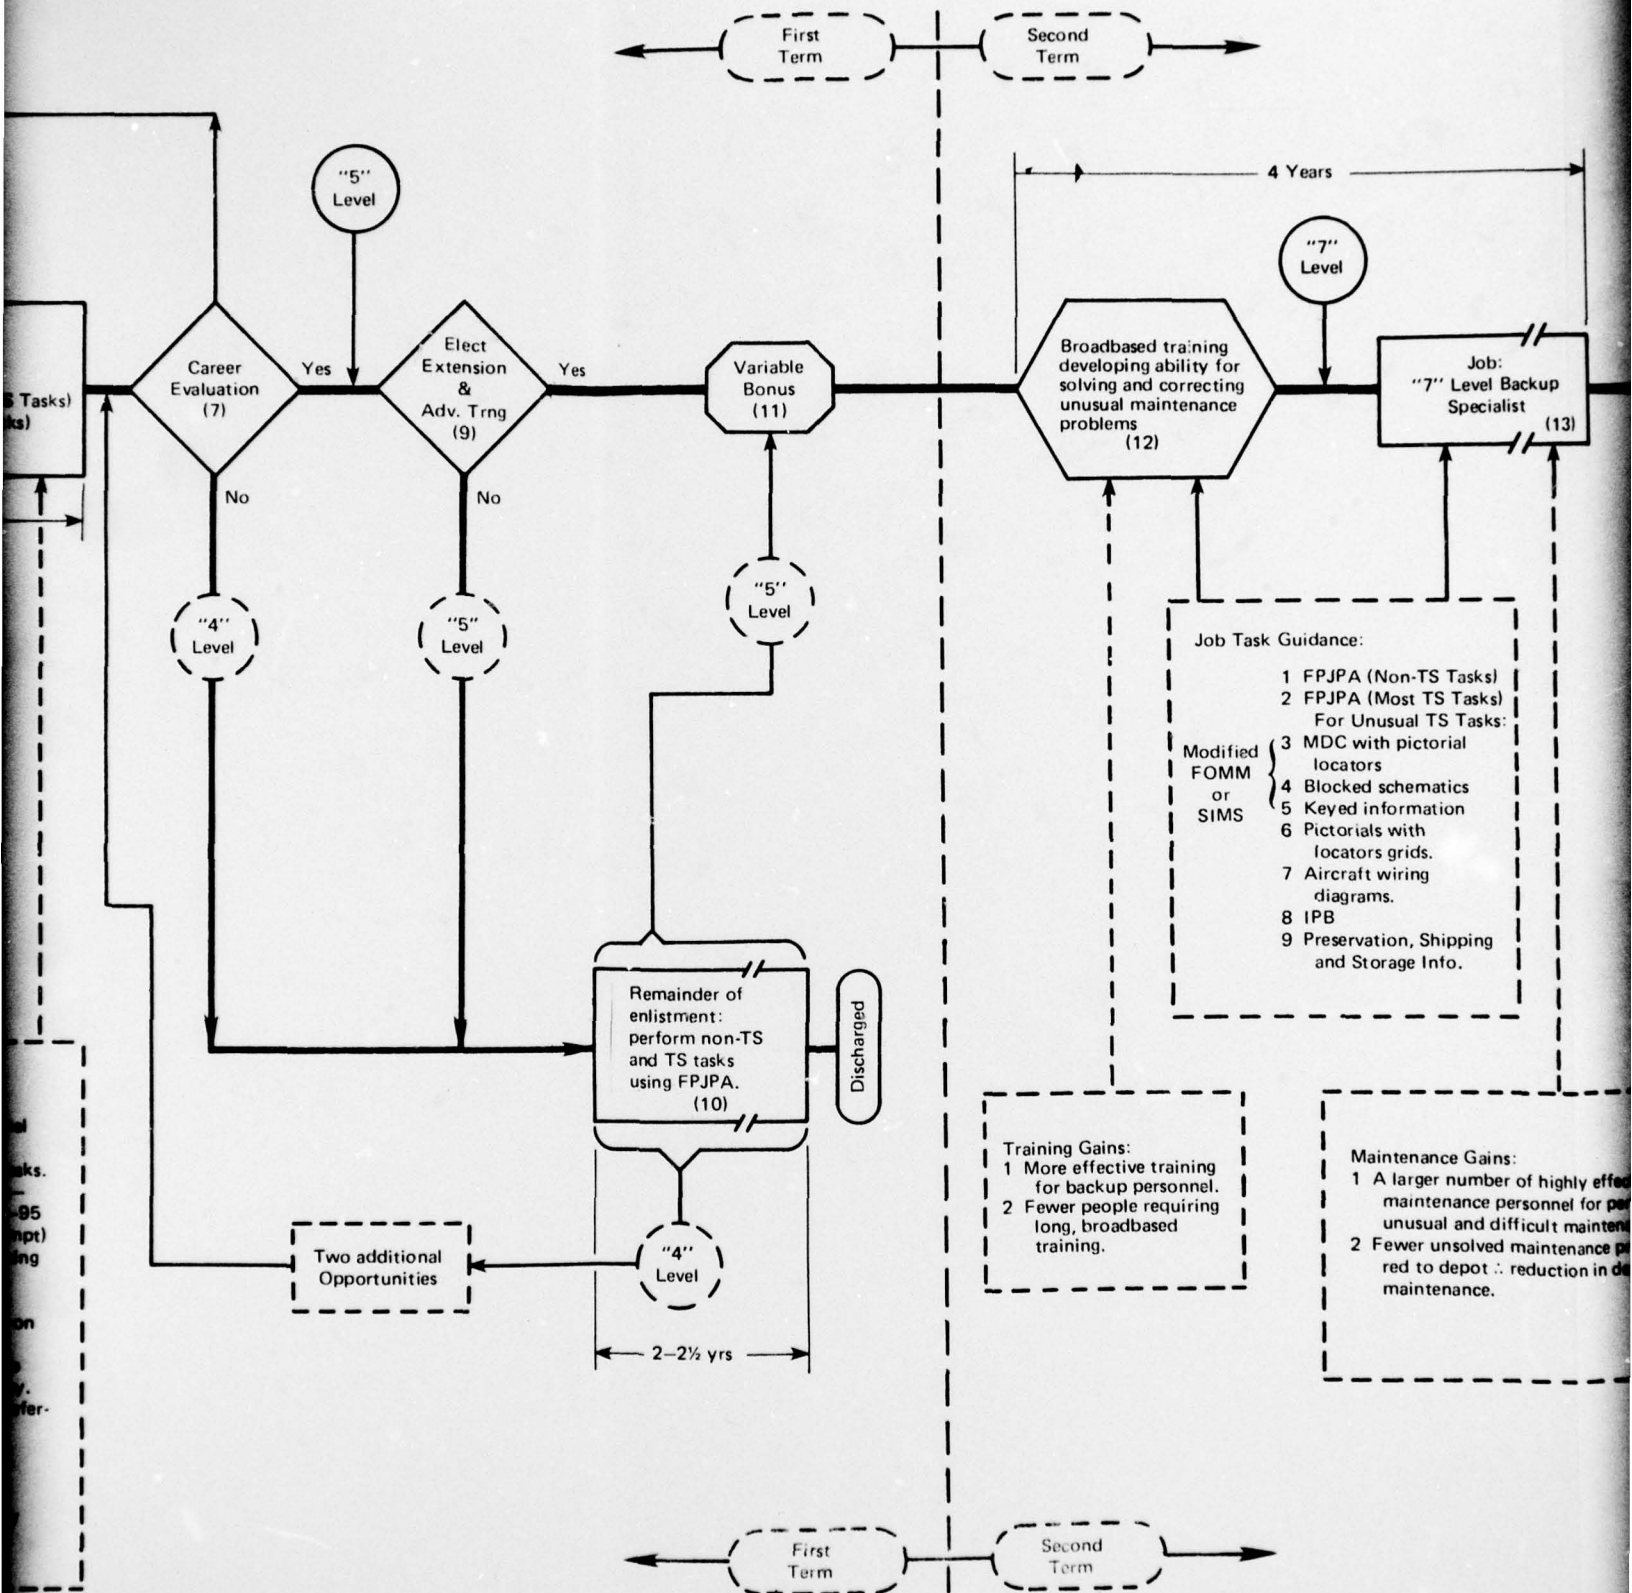 First
Term
Second
Term
4 Years
"5"
Level
"7"
Level
Tasks)
Career
Evaluation
(7)
Yes
No
Elect
Extension
&
Adv. Trng
(9)
Yes
No
Variable
Bonus
(11)
Broadbased training
developing ability for
solving and correcting
unusual maintenance
problems
(12)
Job:
"7" Level Backup
Specialist
(13)
"4"
Level
"5"
Level
"5"
Level
Job Task Guidance:
1 FPJPA (Non-TS Tasks)
2 FPJPA (Most TS Tasks)
For Unusual TS Tasks:
Modified
FOMM
or
SIMS
3 MDC with pictorial
locators
4 Blocked schematics
5 Keyed information
6 Pictorials with
locators grids.
7 Aircraft wiring
diagrams.
8 IPB
9 Preservation, Shipping
and Storage Info.
Remainder of
enlistment:
perform non-TS
and TS tasks
using FPJPA.
(10)
Discharged
"4"
Level
Two additional
Opportunities
2–2½ yrs
Training Gains:
1 More effective training
for backup personnel.
2 Fewer people requiring
long, broadbased
training.
Maintenance Gains:
1 A larger number of highly
maintenance personnel for
unusual and difficult
2 Fewer unsolved maintenance
red to depot ∴ reduction in
maintenance.
-95
First
Term
Second
Term